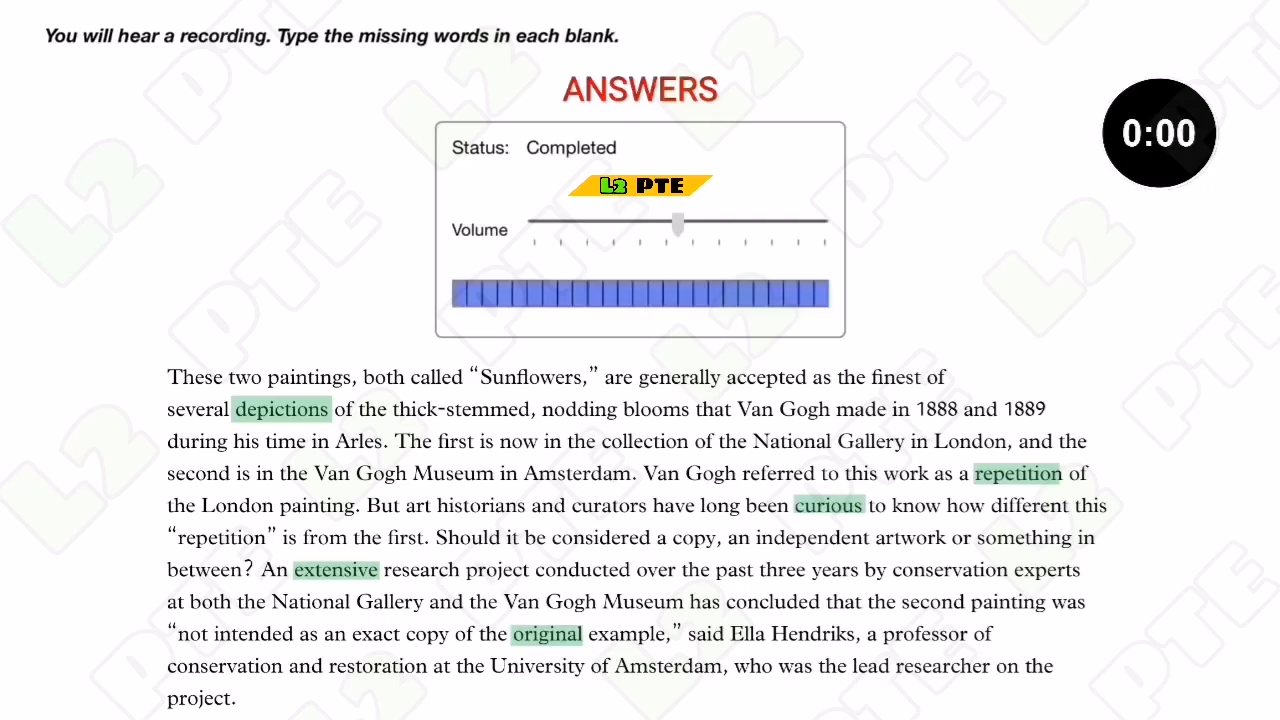 You will hear a recording. Type the missing words in each blank.
ANSWERS
0:00
Status: Completed
L2 PTE
Volume
These two paintings, both called “Sunflowers,” are generally accepted as the finest of
several depictions of the thick-stemmed, nodding blooms that Van Gogh made in 1888 and 1889
during his time in Arles. The first is now in the collection of the National Gallery in London, and the
second is in the Van Gogh Museum in Amsterdam. Van Gogh referred to this work as a repetition of
the London painting. But art historians and curators have long been curious to know how different this
“repetition” is from the first. Should it be considered a copy, an independent artwork or something in
between? An extensive research project conducted over the past three years by conservation experts
at both the National Gallery and the Van Gogh Museum has concluded that the second painting was
“not intended as an exact copy of the original example,” said Ella Hendriks, a professor of
conservation and restoration at the University of Amsterdam, who was the lead researcher on the
project.